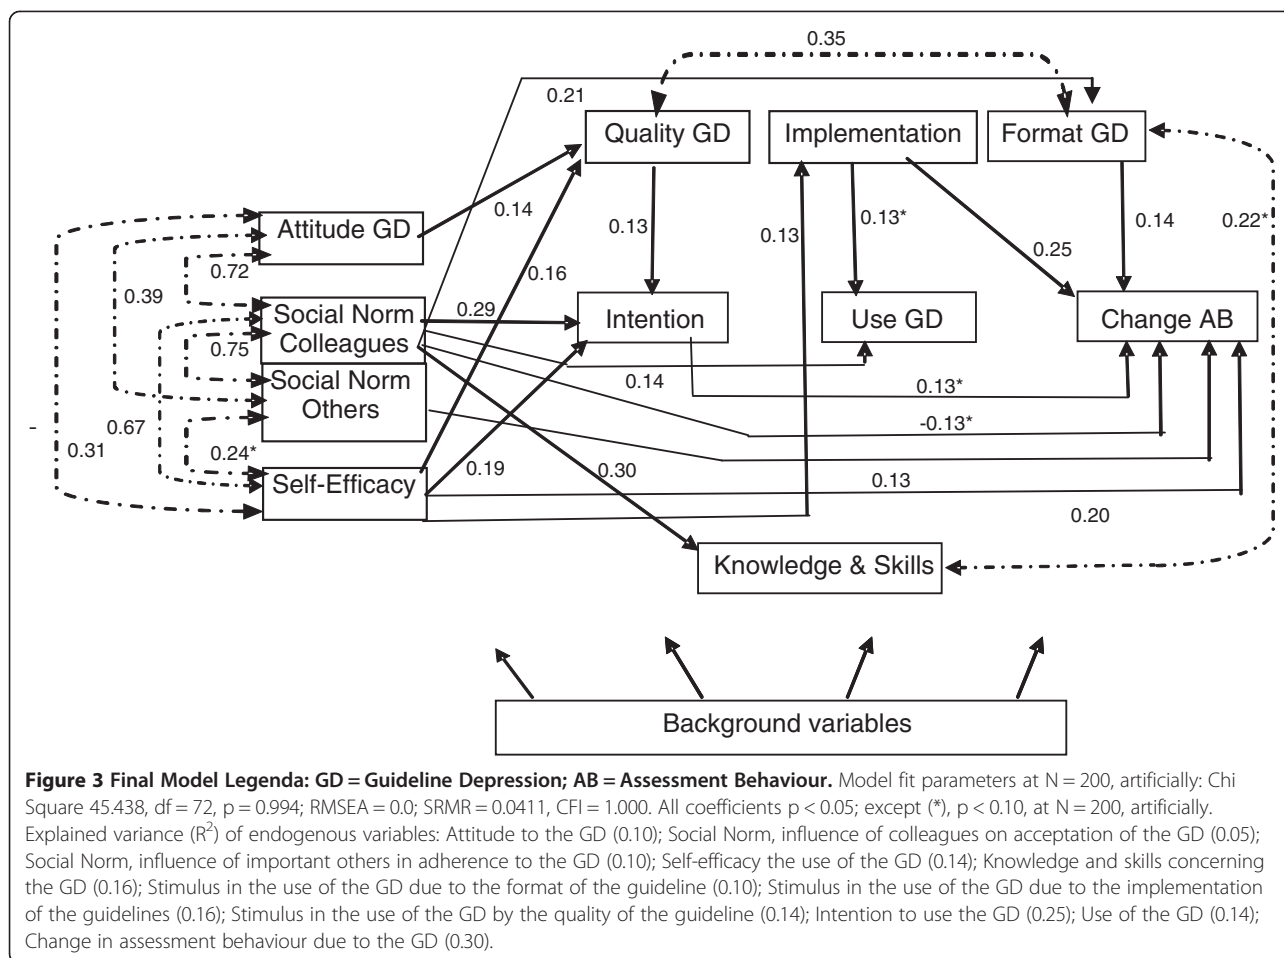 0.35
0.21
Quality GD
Implementation
Format GD
0.14
0.13
0.13
0.13*
0.25
0.14
0.22*
Attitude GD
0.72
0.16
0.39
Social Norm
Colleagues
0.29
Intention
Use GD
Change AB
0.75
Social Norm
Others
0.14
0.13*
-0.13*
-
0.31
0.67
0.24*
Self-Efficacy
0.19
0.30
0.13
0.20
Knowledge & Skills
Background variables
Figure 3 Final Model Legenda: GD = Guideline Depression; AB = Assessment Behaviour. Model fit parameters at N = 200, artificially: Chi
Square 45.438, df = 72, p = 0.994; RMSEA = 0.0; SRMR = 0.0411, CFI = 1.000. All coefficients p < 0.05; except (*), p < 0.10, at N = 200, artificially.
Explained variance (R²) of endogenous variables: Attitude to the GD (0.10); Social Norm, influence of colleagues on acceptation of the GD (0.05);
Social Norm, influence of important others in adherence to the GD (0.10); Self-efficacy the use of the GD (0.14); Knowledge and skills concerning
the GD (0.16); Stimulus in the use of the GD due to the format of the guideline (0.10); Stimulus in the use of the GD due to the implementation
of the guidelines (0.16); Stimulus in the use of the GD by the quality of the guideline (0.14); Intention to use the GD (0.25); Use of the GD (0.14);
Change in assessment behaviour due to the GD (0.30).